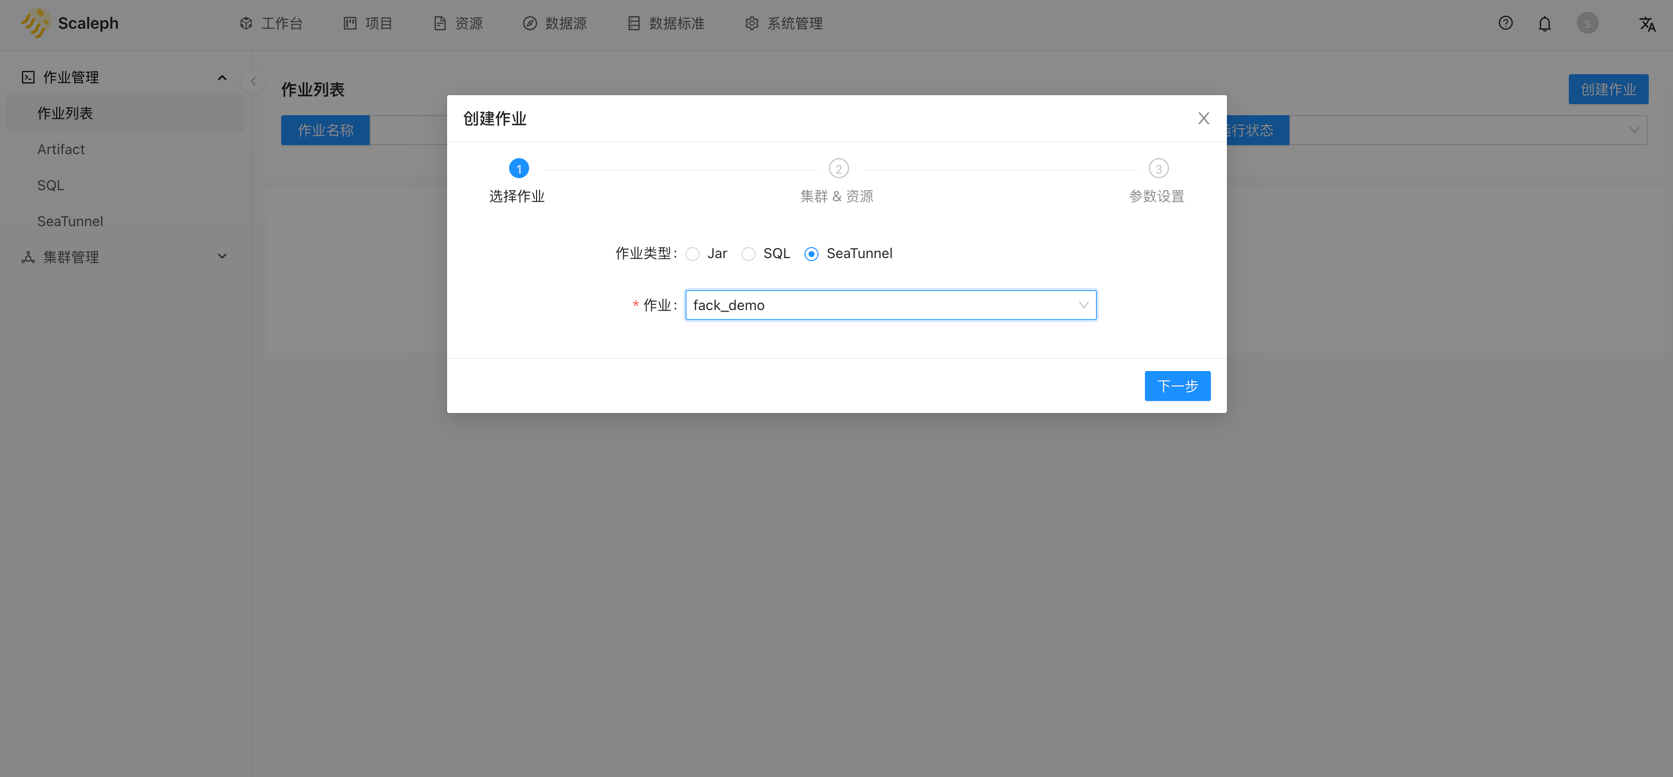 Scaleph 工作台 项目 资源 数据源 数据标准 系统管理 S
作业管理
作业列表
Artifact
SQL
SeaTunnel
集群管理
作业列表 创建作业
作业名称 运行状态
创建作业
1 2 3
选择作业 集群 & 资源 参数设置
作业类型: Jar SQL SeaTunnel
* 作业: fack_demo
下一步